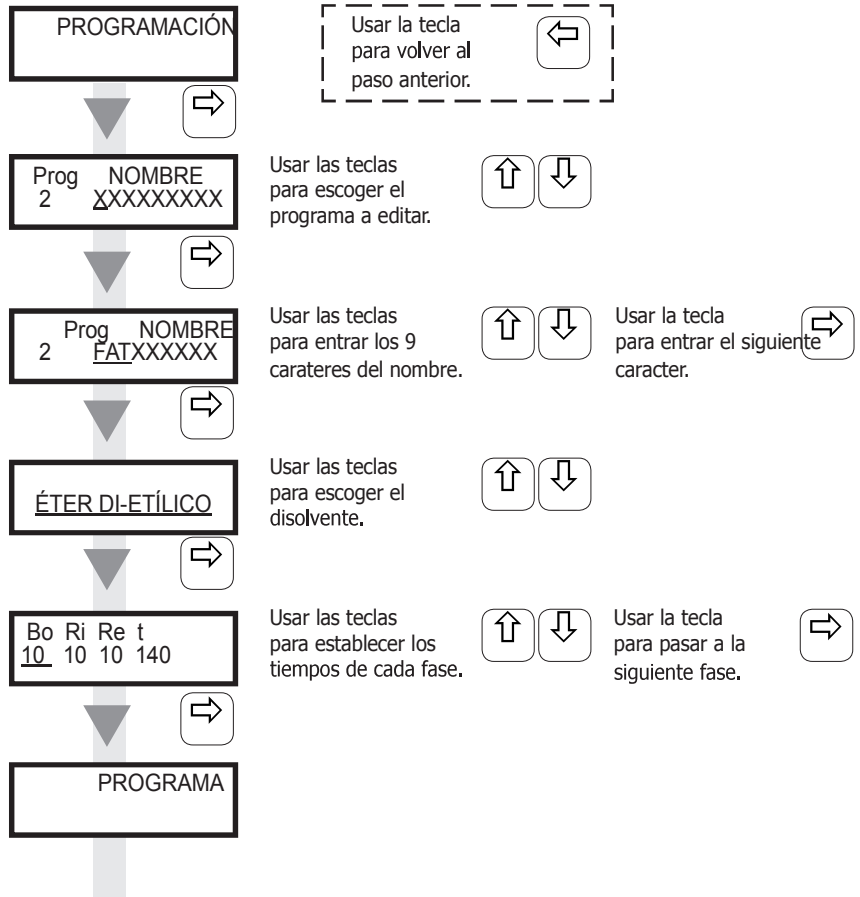 PROGRAMACIÓN
Usar la tecla
para volver al
paso anterior.
Prog NOMBRE
2 XXXXXXXXX
Usar las teclas
para escoger el
programa a editar.
Prog NOMBRE
2 FATXXXXXX
Usar las teclas
para entrar los 9
carateres del nombre.
Usar la tecla
para entrar el siguiente
caracter.
ÉTER DI-ETÍLICO
Usar las teclas
para escoger el
disolvente.
Bo Ri Re t
10 10 10 140
Usar las teclas
para establecer los
tiempos de cada fase.
Usar la tecla
para pasar a la
siguiente fase.
PROGRAMA